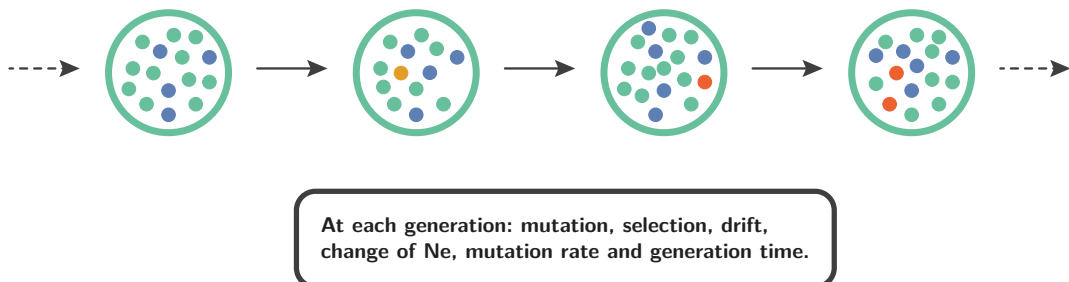 At each generation: mutation, selection, drift,
change of Ne, mutation rate and generation time.